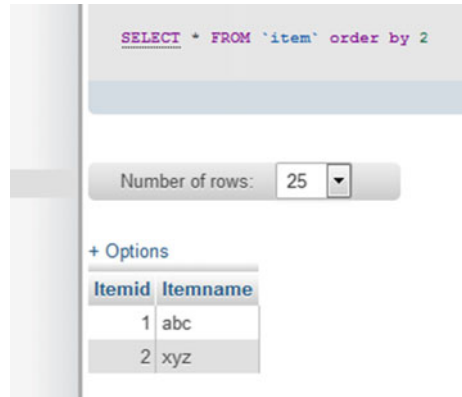 SELECT * FROM `item` order by 2
Number of rows: 25
+ Options
Itemid Itemname
1 abc
2 xyz